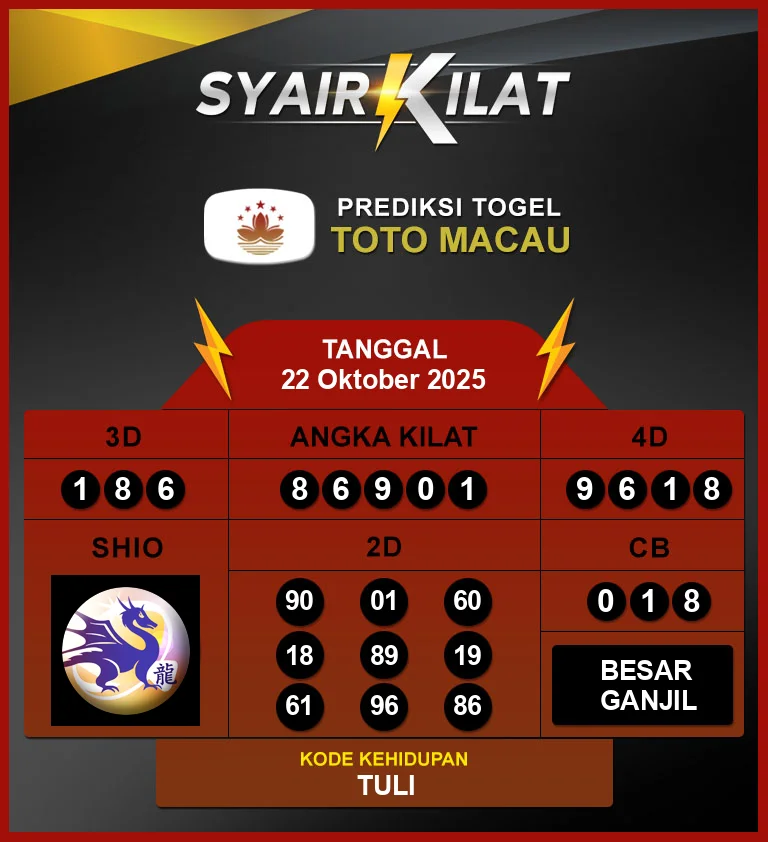 SYAIR KILAT
PREDIKSI TOGEL
TOTO MACAU
TANGGAL
22 Oktober 2025
3D
ANGKA KILAT
4D
1 8 6
8 6 9 0 1
9 6 1 8
SHIO
2D
CB
龍
90 01 60
18 89 19
61 96 86
0 1 8
BESAR
GANJIL
KODE KEHIDUPAN
TULI